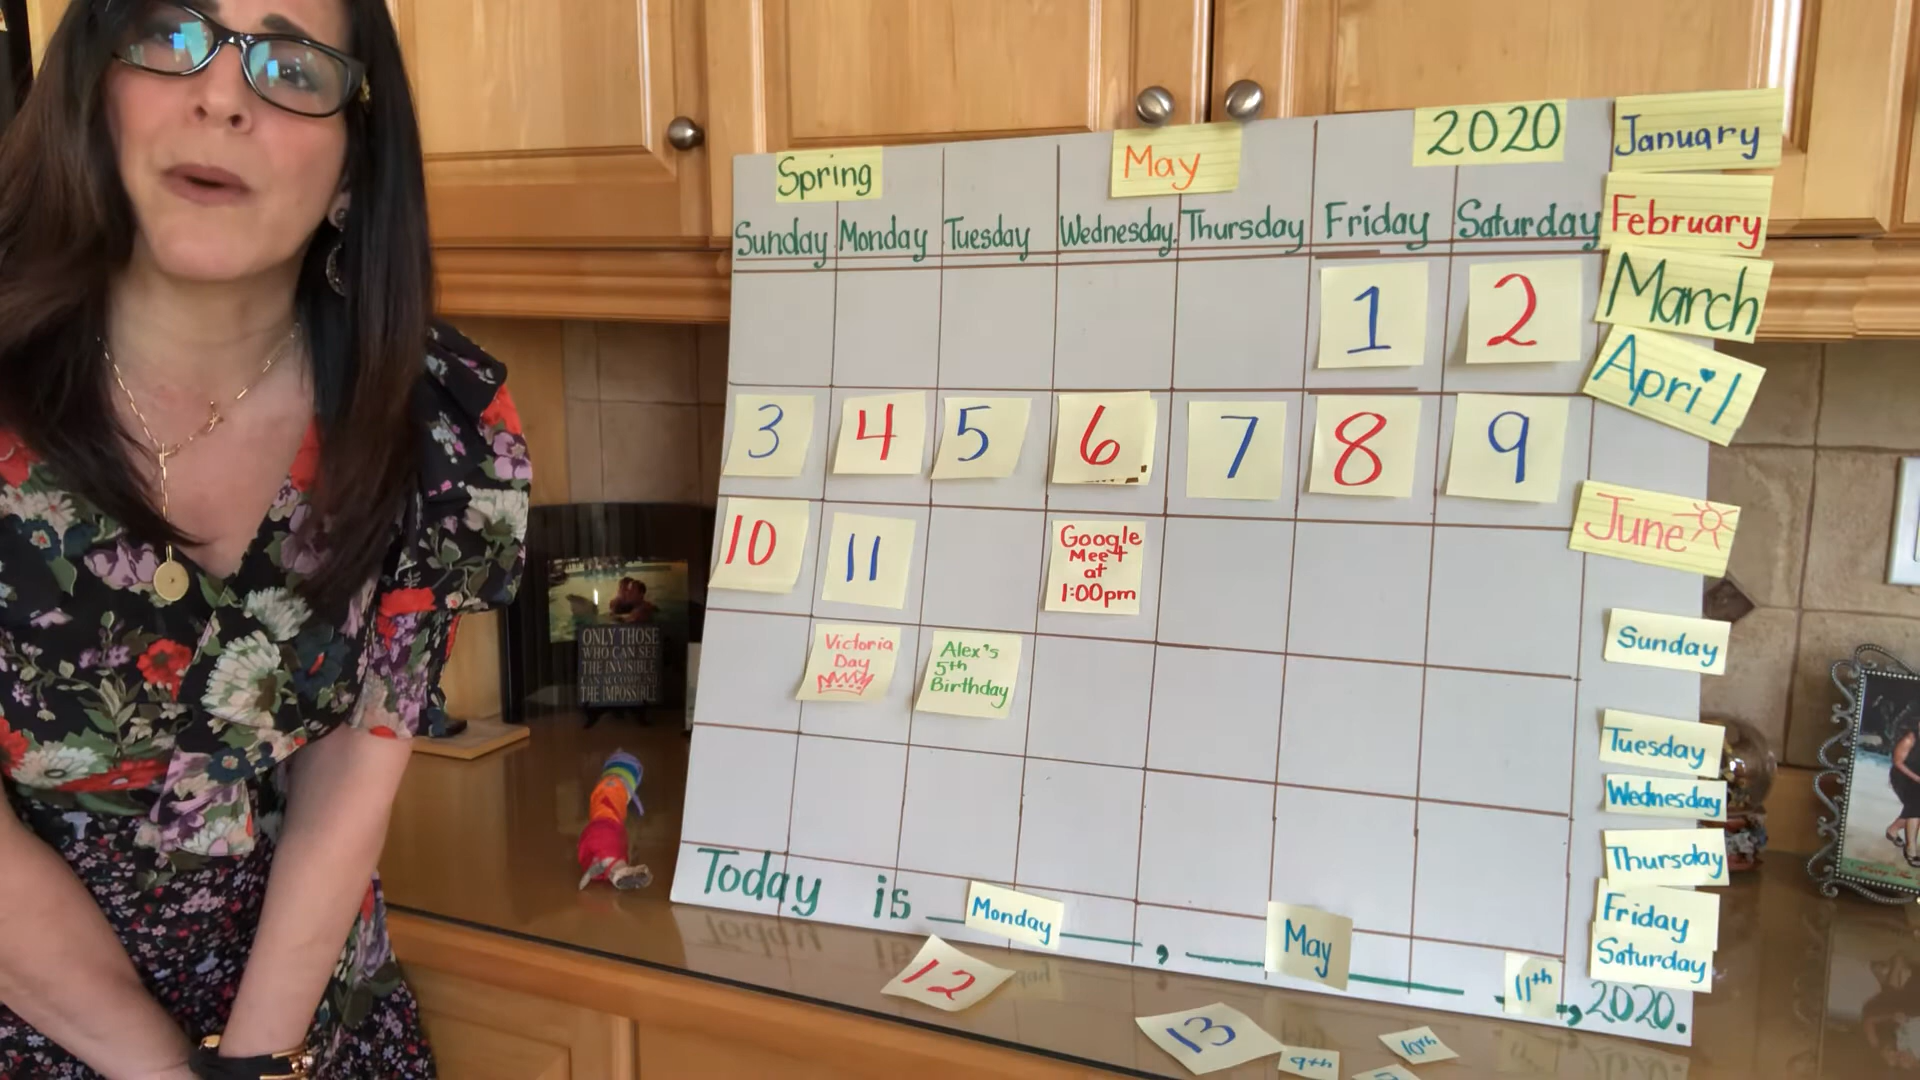 Spring May 2020
Sunday Monday Tuesday Wednesday. Thursday Friday Saturday
1 2
3 4 5 6 7 8 9
10 11
Google
Meet
at
1:00pm
Victoria
Day
Alex's
5th
Birthday
Today is Monday, May 11th, 2020.
January
February
March
April
June
Sunday
Tuesday
Wednesday
Thursday
Friday
Saturday
12
13
9th
10th
ONLY THOSE
WHO CAN SEE
THE INVISIBLE
CAN ACCOMPLISH
THE IMPOSSIBLE